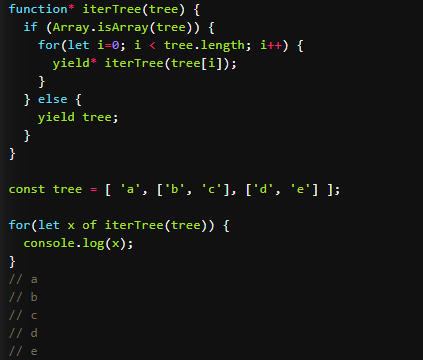 function* iterTree(tree) {
  if (Array.isArray(tree)) {
    for(let i=0; i < tree.length; i++) {
      yield* iterTree(tree[i]);
    }
  } else {
    yield tree;
  }
}

const tree = [ 'a', ['b', 'c'], ['d', 'e'] ];

for(let x of iterTree(tree)) {
  console.log(x);
}
// a
// b
// c
// d
// e